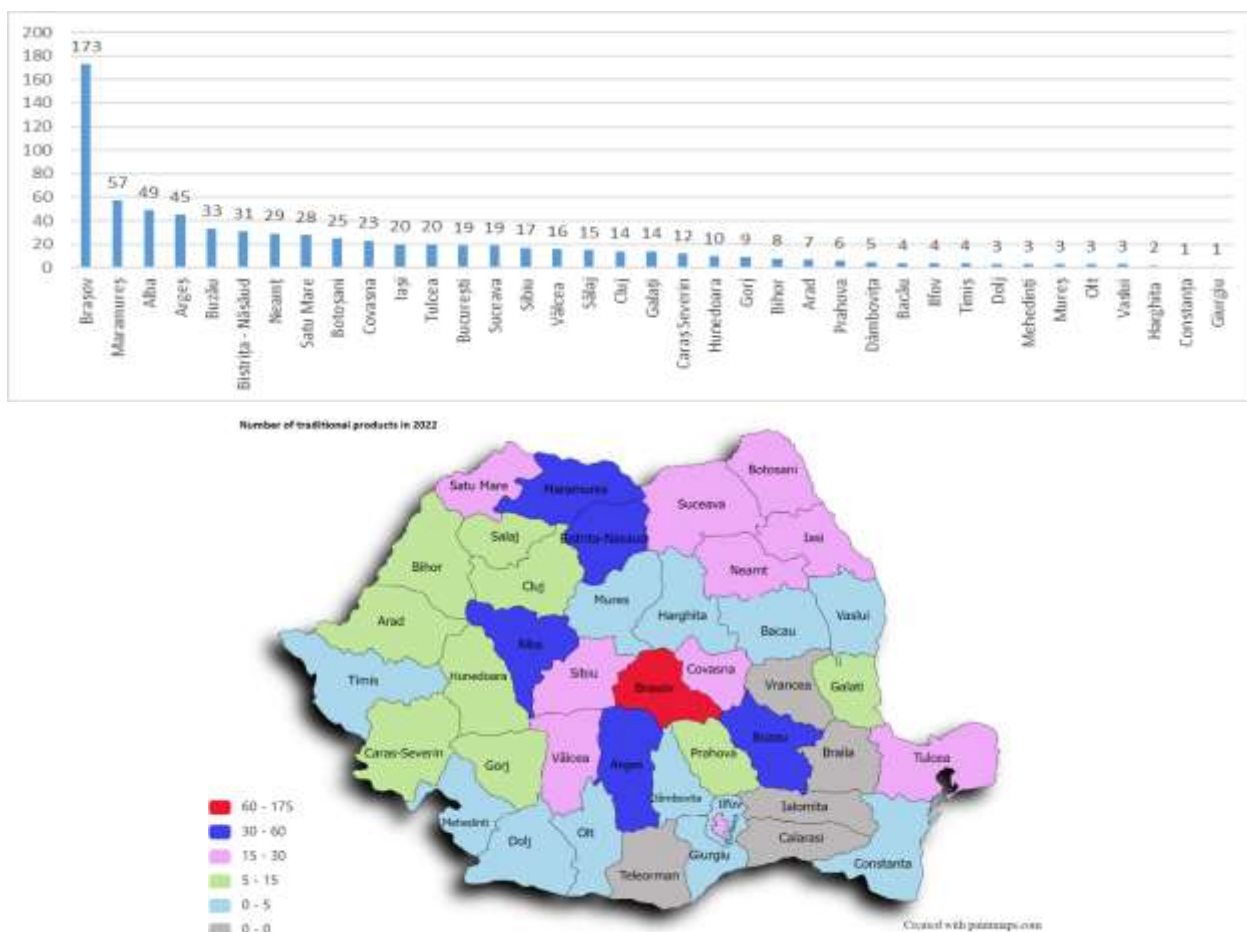 200
180
160
140
120
100
80
60
40
20
0
173
57
49
45
33
31
29
28
25
23
20
20
19
19
17
16
15
14
14
12
10
9
8
7
6
5
4
4
4
3
3
3
3
3
2
1
1
Brașov
Maramureș
Alba
Argeș
Buzău
Bistrița - Năsăud
Neamț
Satu Mare
Botoșani
Covasna
Iași
Tulcea
București
Suceava
Sibiu
Vâlcea
Sălaj
Cluj
Galați
Caraș Severin
Hunedoara
Gorj
Bihor
Arad
Prahova
Dâmbovița
Bacău
Ilfov
Timiș
Dolj
Mehedinți
Mureș
Olt
Vaslui
Harghita
Constanța
Giurgiu
Number of traditional products in 2022
Botosani
Satu Mare
Maramures
Suceava
Salaj
Bistrita-Nasaud
Iasi
Bihor
Cluj
Neamt
Mures
Harghita
Vaslui
Arad
Bacau
Alba
Timis
Hunedoara
Sibiu
Brasov
Covasna
Vrancea
Galati
Caras-Severin
Gorj
Vâlcea
Arges
Prahova
Buzau
Braila
Tulcea
Dâmbovita
Ilfov
Ialomita
Mehedinti
Dolj
Olt
Teleorman
Giurgiu
Calarasi
Constanta
60 - 175
30 - 60
15 - 30
5 - 15
0 - 5
0 - 0
Created with paintmaps.com